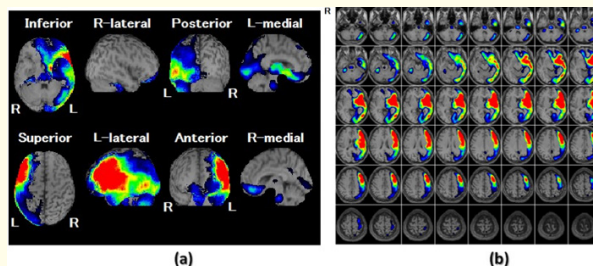 Inferior R-lateral Posterior L-medial
R L L
Superior L-lateral Anterior R-medial
L R R L
(a)
R
(b)